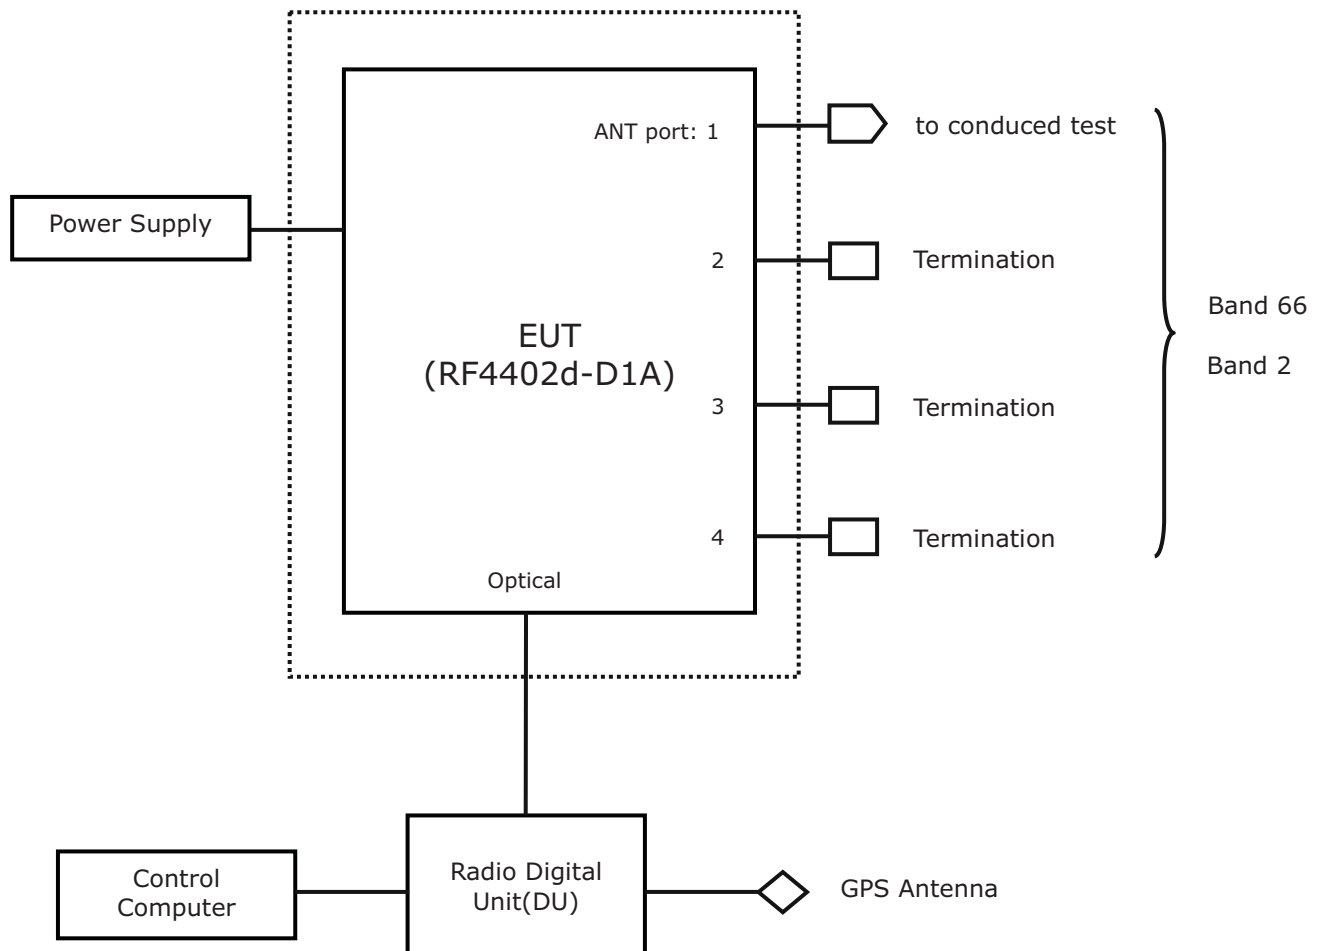 ANT port: 1
to conduced test
Power Supply
2
Termination
Band 66
EUT
(RF4402d-D1A)
Band 2
3
Termination
4
Termination
Optical
Control
Computer
Radio Digital
Unit(DU)
GPS Antenna